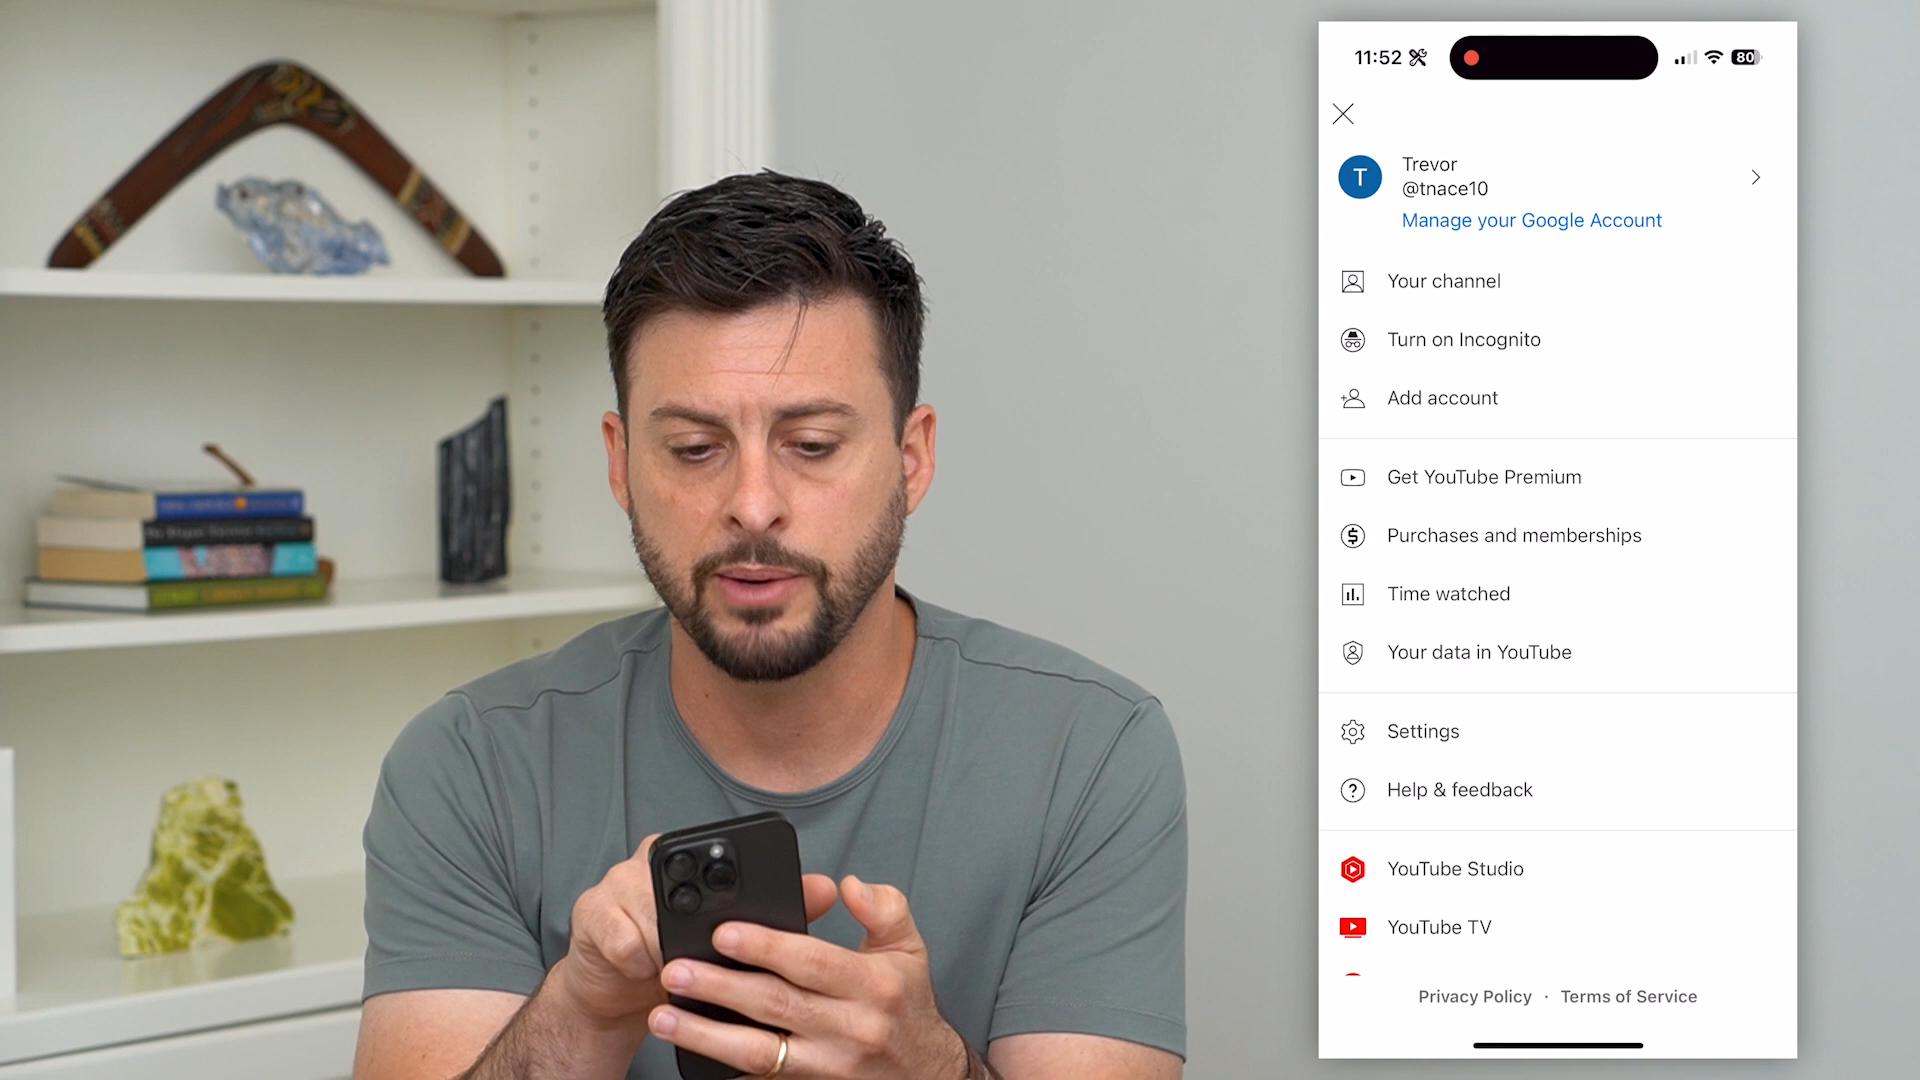 11:52
80
T
Trevor
@tnace10
Manage your Google Account
Your channel
Turn on Incognito
Add account
Get YouTube Premium
Purchases and memberships
Time watched
Your data in YouTube
Settings
Help & feedback
YouTube Studio
YouTube TV
Privacy Policy · Terms of Service